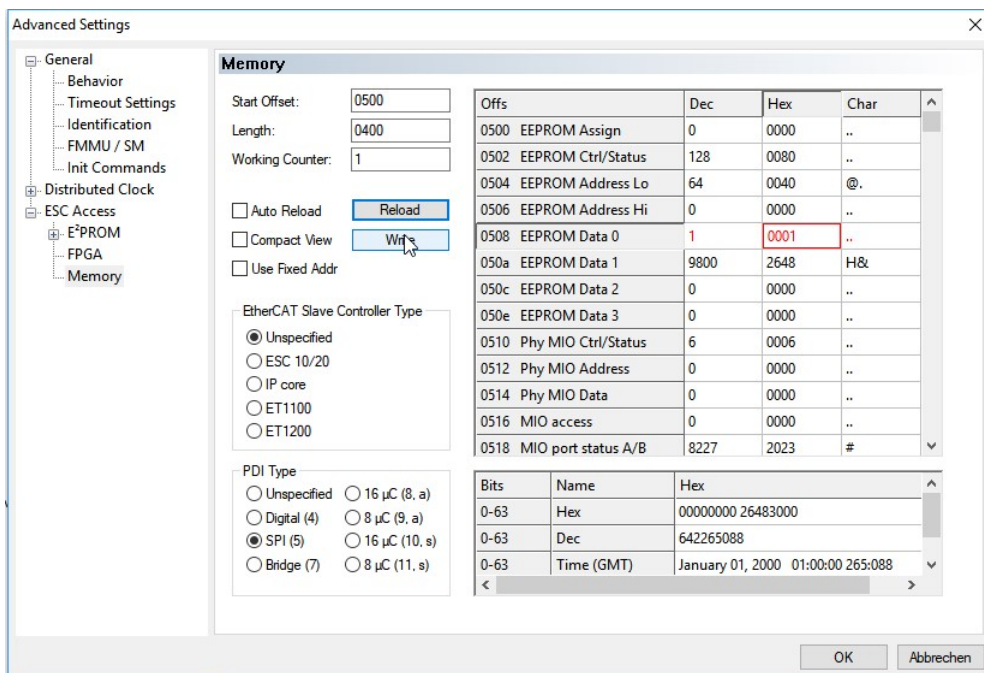 Advanced Settings
General
Behavior
Timeout Settings
Identification
FMMU / SM
Init Commands
Distributed Clock
ESC Access
E²PROM
FPGA
Memory
Memory
Start Offset: 0500
Length: 0400
Working Counter: 1
Auto Reload Reload
Compact View
Use Fixed Addr
EtherCAT Slave Controller Type
Unspecified
ESC 10/20
IP core
ET1100
ET1200
PDI Type
Unspecified 16 µC (8, a)
Digital (4) 8 µC (9, a)
SPI (5) 16 µC (10, s)
Bridge (7) 8 µC (11, s)
Offs Dec Hex Char
0500 EEPROM Assign 0 0000 ..
0502 EEPROM Ctrl/Status 128 0080 ..
0504 EEPROM Address Lo 64 0040 @.
0506 EEPROM Address Hi 0 0000 ..
0508 EEPROM Data 0 1 0001 ..
050a EEPROM Data 1 9800 2648 H&
050c EEPROM Data 2 0 0000 ..
050e EEPROM Data 3 0 0000 ..
0510 Phy MIO Ctrl/Status 6 0006 ..
0512 Phy MIO Address 0 0000 ..
0514 Phy MIO Data 0 0000 ..
0516 MIO access 0 0000 ..
0518 MIO port status A/B 8227 2023 #
Bits Name Hex
0-63 Hex 00000000 26483000
0-63 Dec 642265088
0-63 Time (GMT) January 01, 2000 01:00:00 265:088
OK Abbrechen